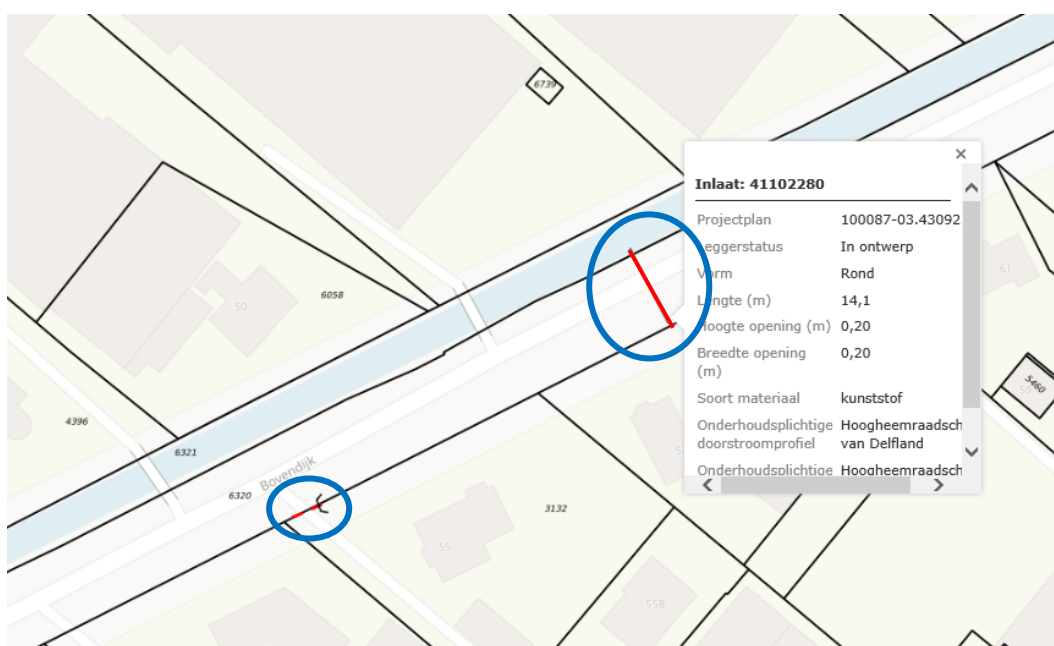 6739
×
Inlaat: 41102280
Projectplan 100087-03.43092
Leggerstatus In ontwerp
Vorm Rond
Lengte (m) 14,1
Hoogte opening (m) 0,20
Breedte opening 0,20
(m)
Soort materiaal kunststof
Onderhoudsplichtige Hoogheemraadsch
doorstroomprofiel van Delfland
Onderhoudsplichtige Hoogheemraadsch
61
50
6058
5460
4396
6321
Bovendijk
6320
3132
55
55B